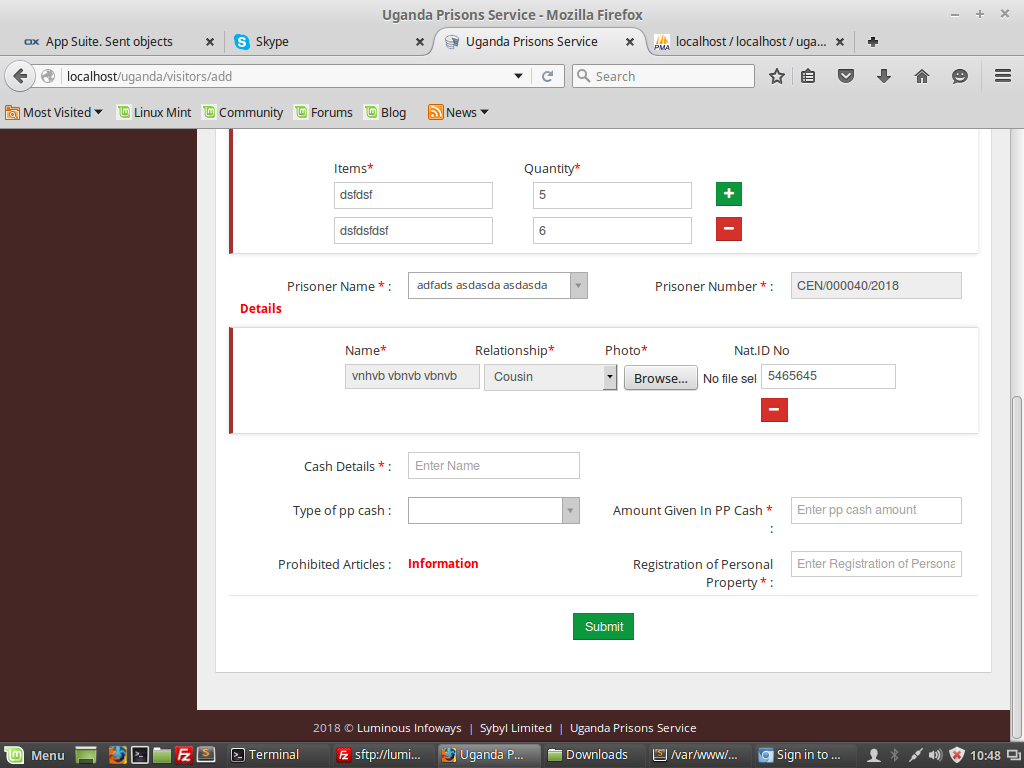 Uganda Prisons Service - Mozilla Firefox
OX App Suite. Sent objects
Skype
Uganda Prisons Service
PMA localhost / localhost / uga...
localhost/uganda/visitors/add
Search
Most Visited
Linux Mint
Community
Forums
Blog
News
Items* Quantity*
dsfdsf 5
dsfdsfdsf 6
Prisoner Name * : adfads asdasda asdasda Prisoner Number * : CEN/000040/2018
Details
Name* Relationship* Photo* Nat.ID No
vnhvb vbnvb vbnvb Cousin Browse... No file sel 5465645
Cash Details * : Enter Name
Type of pp cash : Amount Given In PP Cash * Enter pp cash amount
:
Prohibited Articles : Information Registration of Personal Enter Registration of Persona
Property * :
Submit
2018 © Luminous Infoways | Sybyl Limited | Uganda Prisons Service
Menu Terminal sftp://lumi... Uganda P... Downloads /var/www/... Sign in to ... 10:48